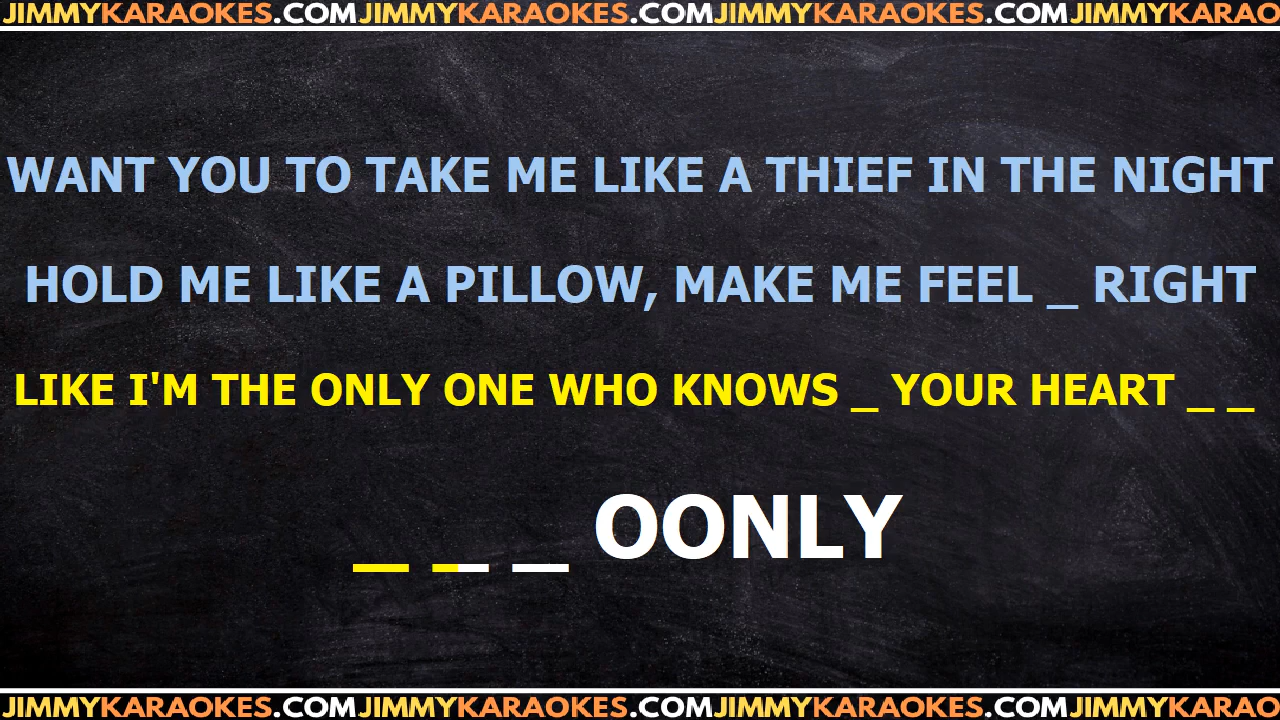 JIMMYKARAOKES.COMJIMMYKARAOKES.COMJIMMYKARAOKES.COMJIMMYKARAO
WANT YOU TO TAKE ME LIKE A THIEF IN THE NIGHT
HOLD ME LIKE A PILLOW, MAKE ME FEEL _ RIGHT
LIKE I'M THE ONLY ONE WHO KNOWS _ YOUR HEART _ _
_ _ _ OONLY
JIMMYKARAOKES.COMJIMMYKARAOKES.COMJIMMYKARAOKES.COMJIMMYKARAO